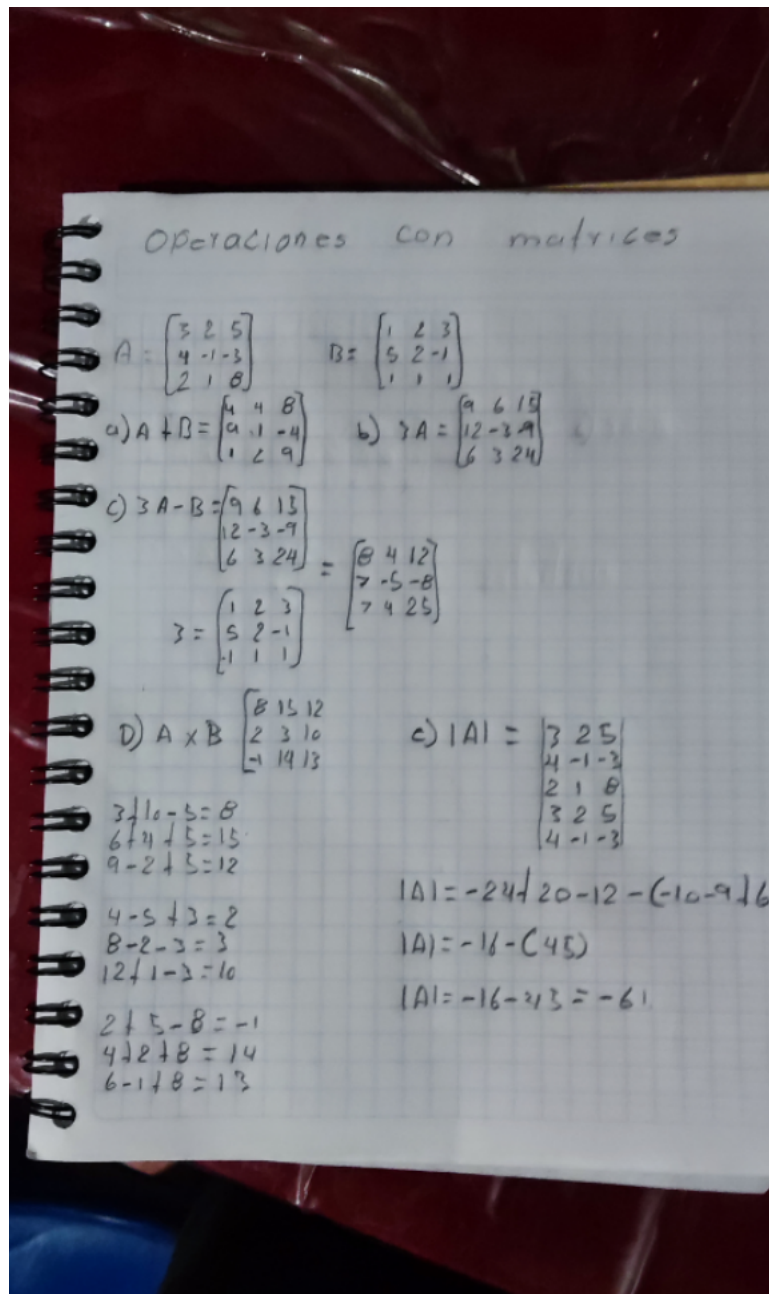 Operaciones con matrices
A = [3 2 5] B = [1 2 3]
[4 -1 -3] [5 2 -1]
[2 1 8] [1 1 1]
a) A + B = [4 4 8] b) 3A = [9 6 15]
[9 1 -4] [12 -3 -9]
[1 2 9] [6 3 24]
c) 3A - B = [9 6 15]
[12 -3 -9]
[6 3 24]
= [8 4 12]
[7 -5 -8]
[7 4 25]
3 = [1 2 3]
[5 2 -1]
[-1 1 1]
D) A x B [8 15 12
[2 3 10
[-1 14 13
e) |A| = |3 2 5|
|4 -1 -3|
|2 1 8|
|3 2 5|
|4 -1 -3|
3+10-5=8
6+4+5=15
9-2+5=12
4-5+3=2
8-2-3=3
12+1-3=10
2+5-8=-1
4+2+8=14
6-1+8=13
|A|=-24+20-12-(-10-9+6
|A|=-16-(45)
|A|=-16-45=-61